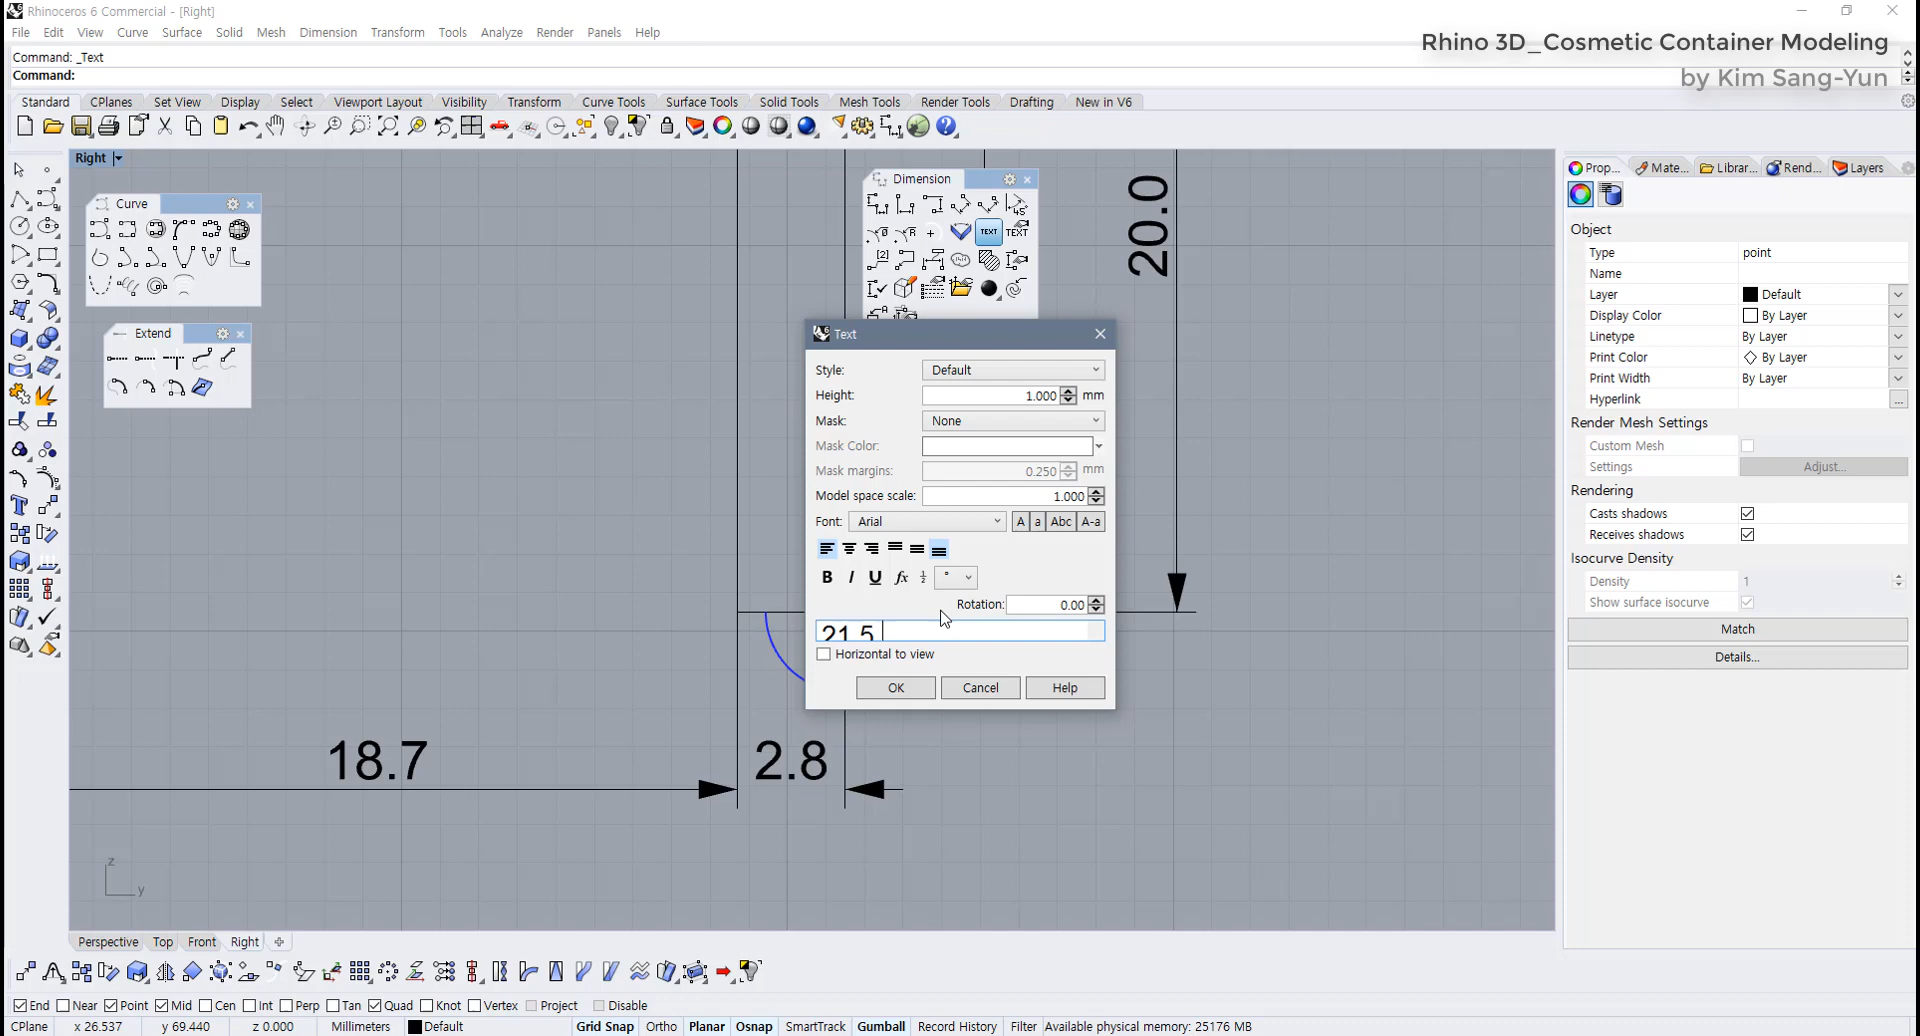 Rhinoceros 6 Commercial - [Right]
File Edit View Curve Surface Solid Mesh Dimension Transform Tools Analyze Render Panels Help
Rhino 3D_Cosmetic Container Modeling
by Kim Sang-Yun
Command: _Text
Command:
Standard CPlanes Set View Display Select Viewport Layout Visibility Transform Curve Tools Surface Tools Solid Tools Mesh Tools Render Tools Drafting New in V6
Right
Curve
Extend
Dimension
TEXT TEXT
20.0
Text
Style: Default
Height: 1.000 mm
Mask: None
Mask Color:
Mask margins: 0.250 mm
Model space scale: 1.000
Font: Arial A a Abc A-a
B I U fx ½ °
Rotation: 0.00
21.5
Horizontal to view
OK Cancel Help
18.7
2.8
z
y
Prop... Mate... Librar... Rend... Layers
Object
Type point
Name
Layer Default
Display Color By Layer
Linetype By Layer
Print Color By Layer
Print Width By Layer
Hyperlink ...
Render Mesh Settings
Custom Mesh
Settings Adjust...
Rendering
Casts shadows
Receives shadows
Isocurve Density
Density 1
Show surface isocurve
Match
Details...
Perspective Top Front Right
End Near Point Mid Cen Int Perp Tan Quad Knot Vertex Project Disable
CPlane x 26.537 y 69.440 z 0.000 Millimeters Default Grid Snap Ortho Planar Osnap SmartTrack Gumball Record History Filter Available physical memory: 25176 MB